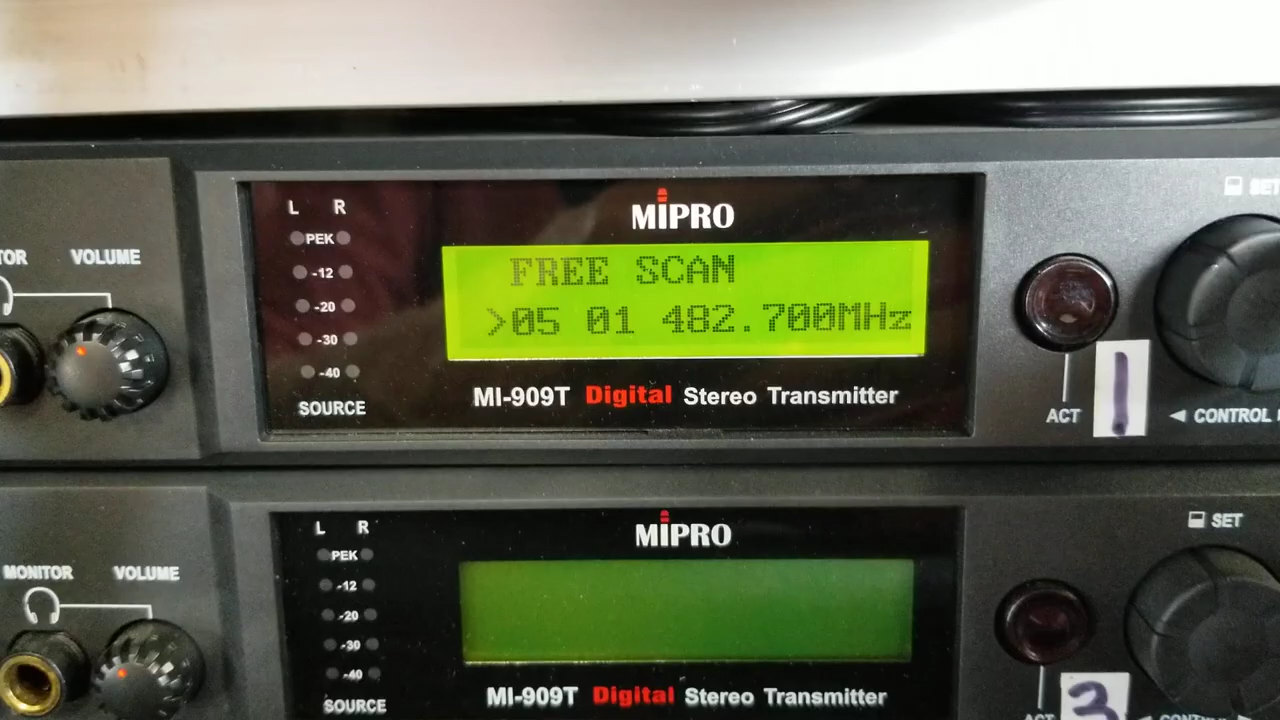 L R
PEK
-12
-20
-30
-40
SOURCE
VOLUME
MIPRO
FREE SCAN
>05 01 482.700MHz
MI-909T Digital Stereo Transmitter
SET
ACT
1
◄ CONTROL
L R
PEK
-12
-20
-30
-40
SOURCE
MONITOR VOLUME
MIPRO
MI-909T Digital Stereo Transmitter
SET
ACT
3